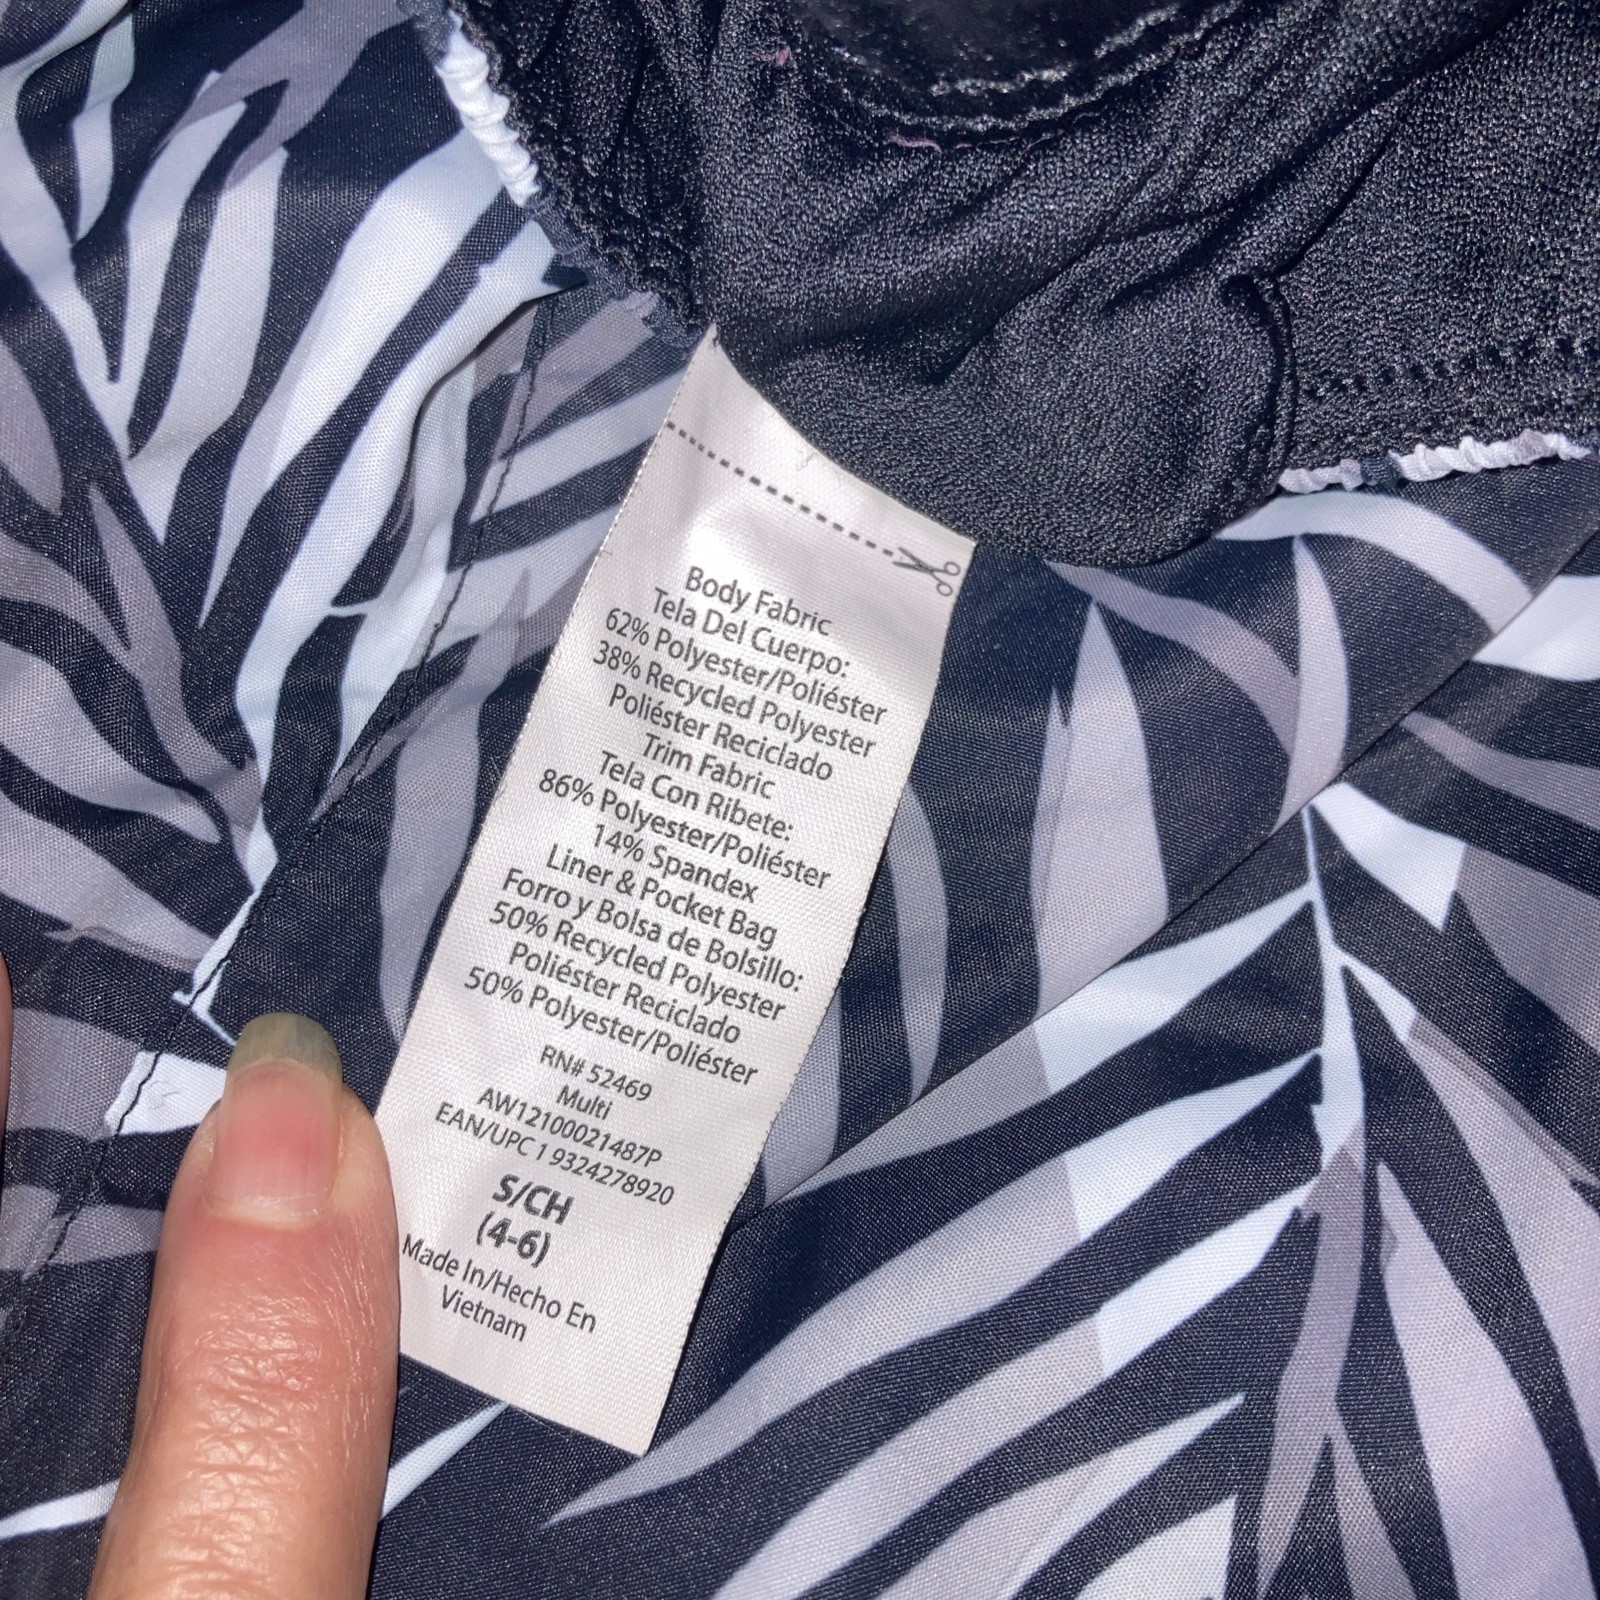 Body Fabric
Tela Del Cuerpo:
62% Polyester/Poliéster
38% Recycled Polyester
Poliéster Reciclado
Trim Fabric
Tela Con Ribete:
86% Polyester/Poliéster
14% Spandex
Liner & Pocket Bag
Forro y Bolsa de Bolsillo:
50% Recycled Polyester
Poliéster Reciclado
50% Polyester/Poliéster
RN# 52469
Multi
AW12100021487P
EAN/UPC 1 9324278920
S/CH
(4-6)
Made In/Hecho En
Vietnam